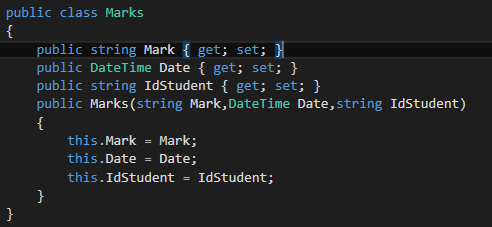 public class Marks
{
    public string Mark { get; set; }
    public DateTime Date { get; set; }
    public string IdStudent { get; set; }
    public Marks(string Mark,DateTime Date,string IdStudent)
    {
        this.Mark = Mark;
        this.Date = Date;
        this.IdStudent = IdStudent;
    }
}